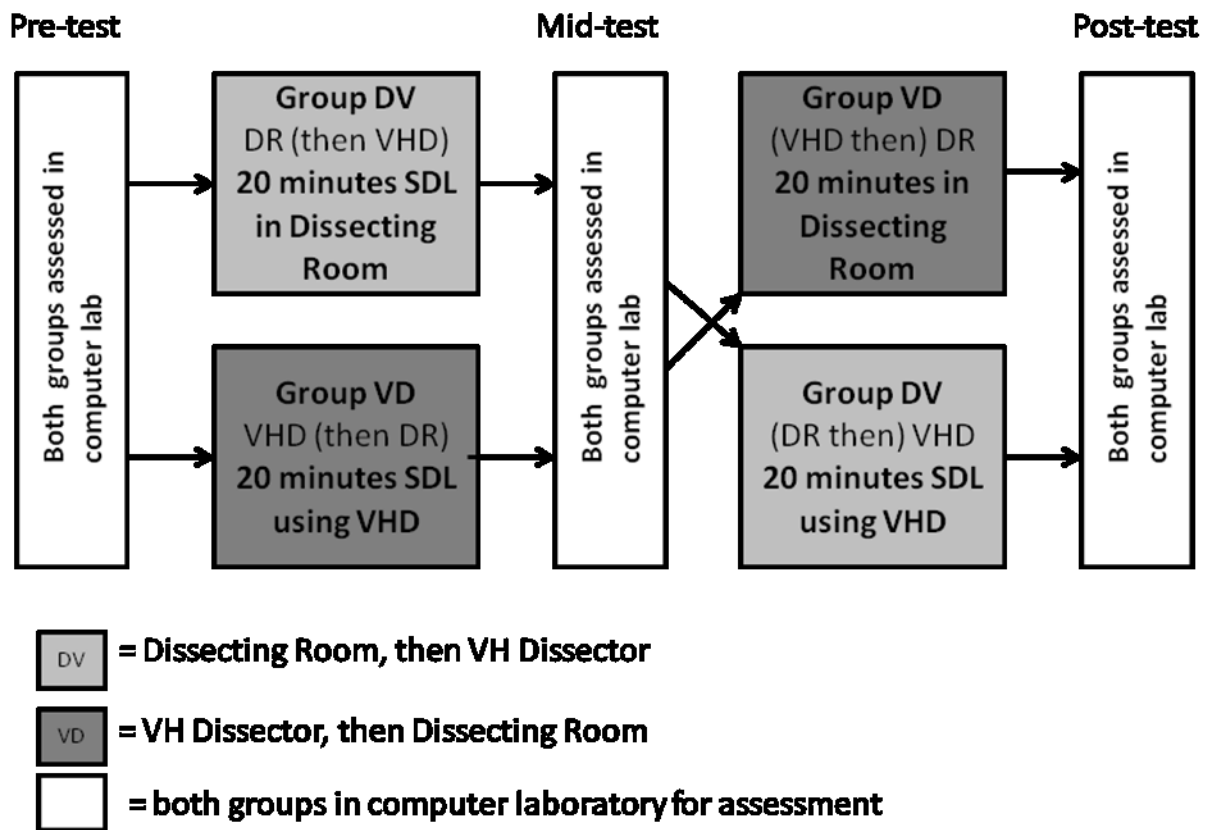 Pre-test
Mid-test
Post-test
Both groups assessed in
computer lab
Group DV
DR (then VHD)
20 minutes SDL
in Dissecting
Room
Group VD
VHD (then DR)
20 minutes SDL
using VHD
Both groups assessed in
computer lab
Group VD
(VHD then) DR
20 minutes in
Dissecting
Room
Group DV
(DR then) VHD
20 minutes SDL
using VHD
Both groups assessed in
computer lab
DV = Dissecting Room, then VH Dissector
VD = VH Dissector, then Dissecting Room
= both groups in computer laboratory for assessment